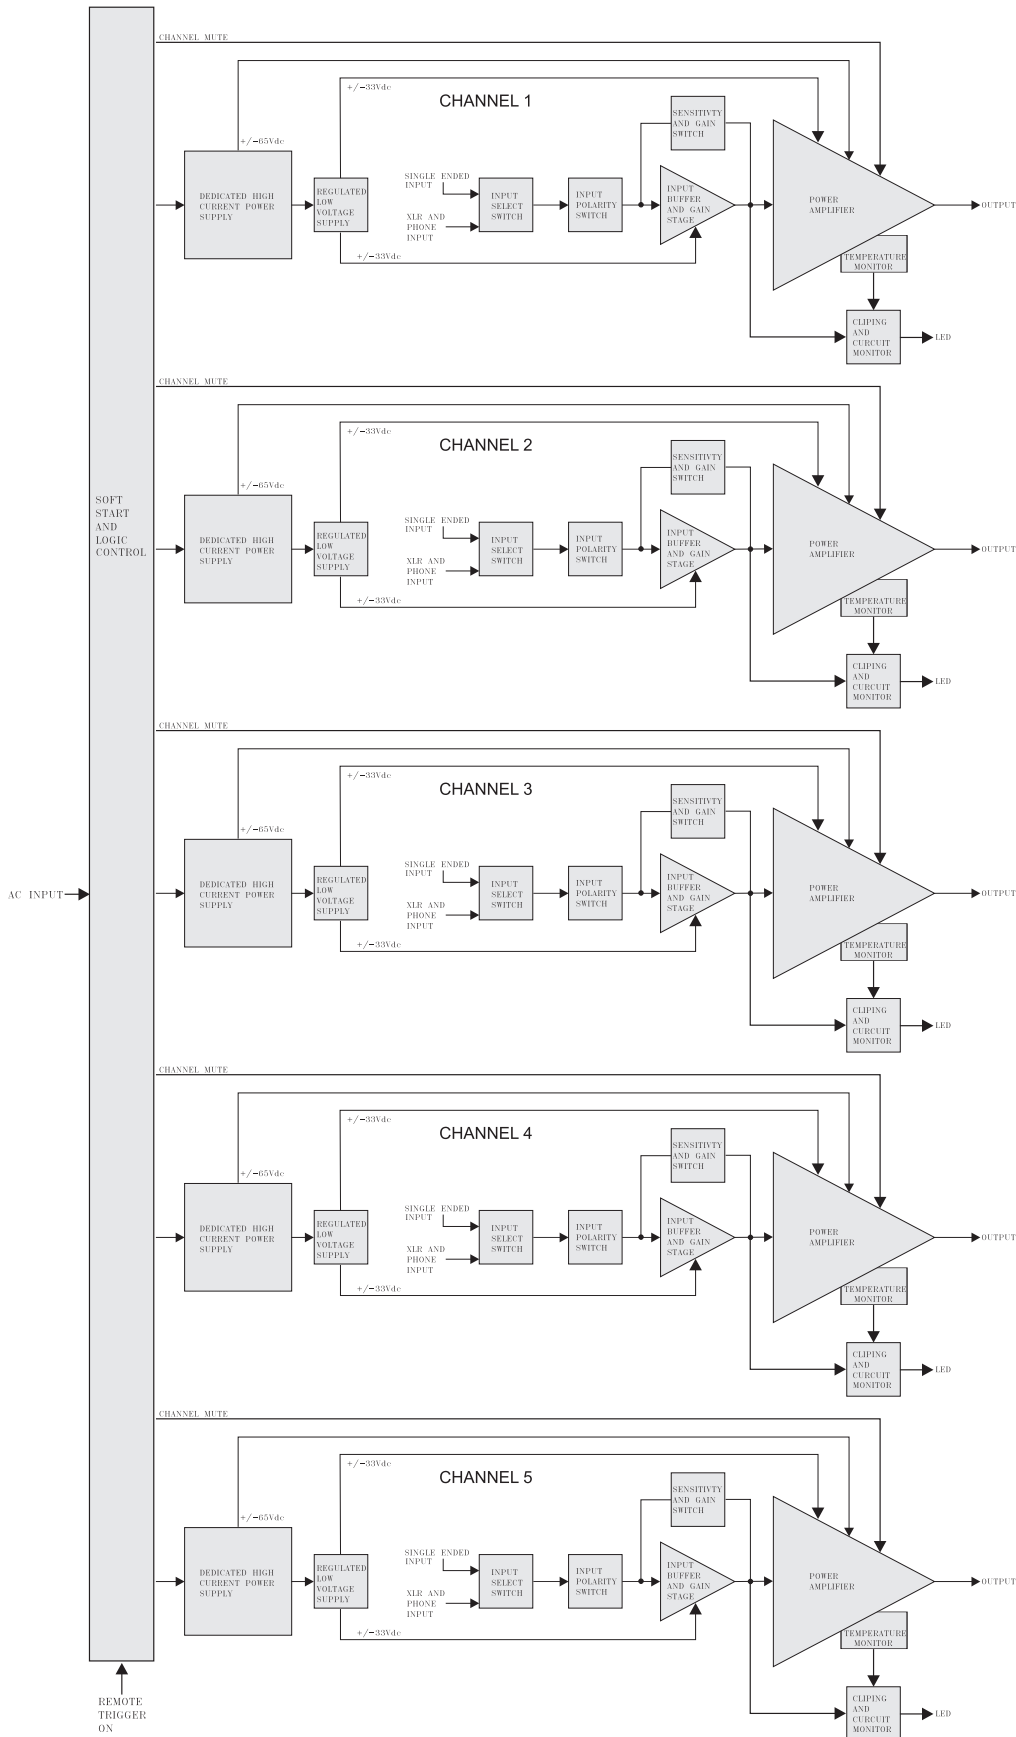 CHANNEL MUTE
+/-33Vdc
CHANNEL 1
SENSITIVTY
AND GAIN
SWITCH
+/-65Vdc
DEDICATED HIGH
CURRENT POWER
SUPPLY
REGULATED
LOW
VOLTAGE
SUPPLY
SINGLE ENDED
INPUT
XLR AND
PHONE
INPUT
INPUT
SELECT
SWITCH
INPUT
POLARITY
SWITCH
INPUT
BUFFER
AND GAIN
STAGE
POWER
AMPLIFIER
OUTPUT
+/-33Vdc
TEMPERATURE
MONITOR
CLIPING
AND
CURCUIT
MONITOR
LED
CHANNEL MUTE
+/-33Vdc
CHANNEL 2
SENSITIVTY
AND GAIN
SWITCH
+/-65Vdc
SOFT
START
AND
LOGIC
CONTROL
DEDICATED HIGH
CURRENT POWER
SUPPLY
REGULATED
LOW
VOLTAGE
SUPPLY
SINGLE ENDED
INPUT
XLR AND
PHONE
INPUT
INPUT
SELECT
SWITCH
INPUT
POLARITY
SWITCH
INPUT
BUFFER
AND GAIN
STAGE
POWER
AMPLIFIER
OUTPUT
+/-33Vdc
TEMPERATURE
MONITOR
CLIPING
AND
CURCUIT
MONITOR
LED
CHANNEL MUTE
+/-33Vdc
CHANNEL 3
SENSITIVTY
AND GAIN
SWITCH
+/-65Vdc
AC INPUT
DEDICATED HIGH
CURRENT POWER
SUPPLY
REGULATED
LOW
VOLTAGE
SUPPLY
SINGLE ENDED
INPUT
XLR AND
PHONE
INPUT
INPUT
SELECT
SWITCH
INPUT
POLARITY
SWITCH
INPUT
BUFFER
AND GAIN
STAGE
POWER
AMPLIFIER
OUTPUT
+/-33Vdc
TEMPERATURE
MONITOR
CLIPING
AND
CURCUIT
MONITOR
LED
CHANNEL MUTE
+/-33Vdc
CHANNEL 4
SENSITIVTY
AND GAIN
SWITCH
+/-65Vdc
DEDICATED HIGH
CURRENT POWER
SUPPLY
REGULATED
LOW
VOLTAGE
SUPPLY
SINGLE ENDED
INPUT
XLR AND
PHONE
INPUT
INPUT
SELECT
SWITCH
INPUT
POLARITY
SWITCH
INPUT
BUFFER
AND GAIN
STAGE
POWER
AMPLIFIER
OUTPUT
+/-33Vdc
TEMPERATURE
MONITOR
CLIPING
AND
CURCUIT
MONITOR
LED
CHANNEL MUTE
+/-33Vdc
CHANNEL 5
SENSITIVTY
AND GAIN
SWITCH
+/-65Vdc
DEDICATED HIGH
CURRENT POWER
SUPPLY
REGULATED
LOW
VOLTAGE
SUPPLY
SINGLE ENDED
INPUT
XLR AND
PHONE
INPUT
INPUT
SELECT
SWITCH
INPUT
POLARITY
SWITCH
INPUT
BUFFER
AND GAIN
STAGE
POWER
AMPLIFIER
OUTPUT
+/-33Vdc
TEMPERATURE
MONITOR
CLIPING
AND
CURCUIT
MONITOR
LED
REMOTE
TRIGGER
ON